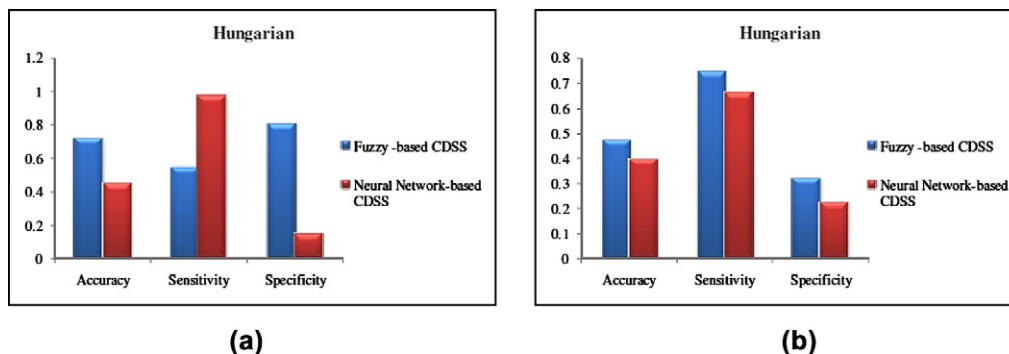 Hungarian
1.2
1
0.8
0.6
0.4
0.2
0
Accuracy Sensitivity Specificity
Fuzzy -based CDSS
Neural Network-based
CDSS
(a)
Hungarian
0.8
0.7
0.6
0.5
0.4
0.3
0.2
0.1
0
Accuracy Sensitivity Specificity
Fuzzy -based CDSS
Neural Network-based
CDSS
(b)